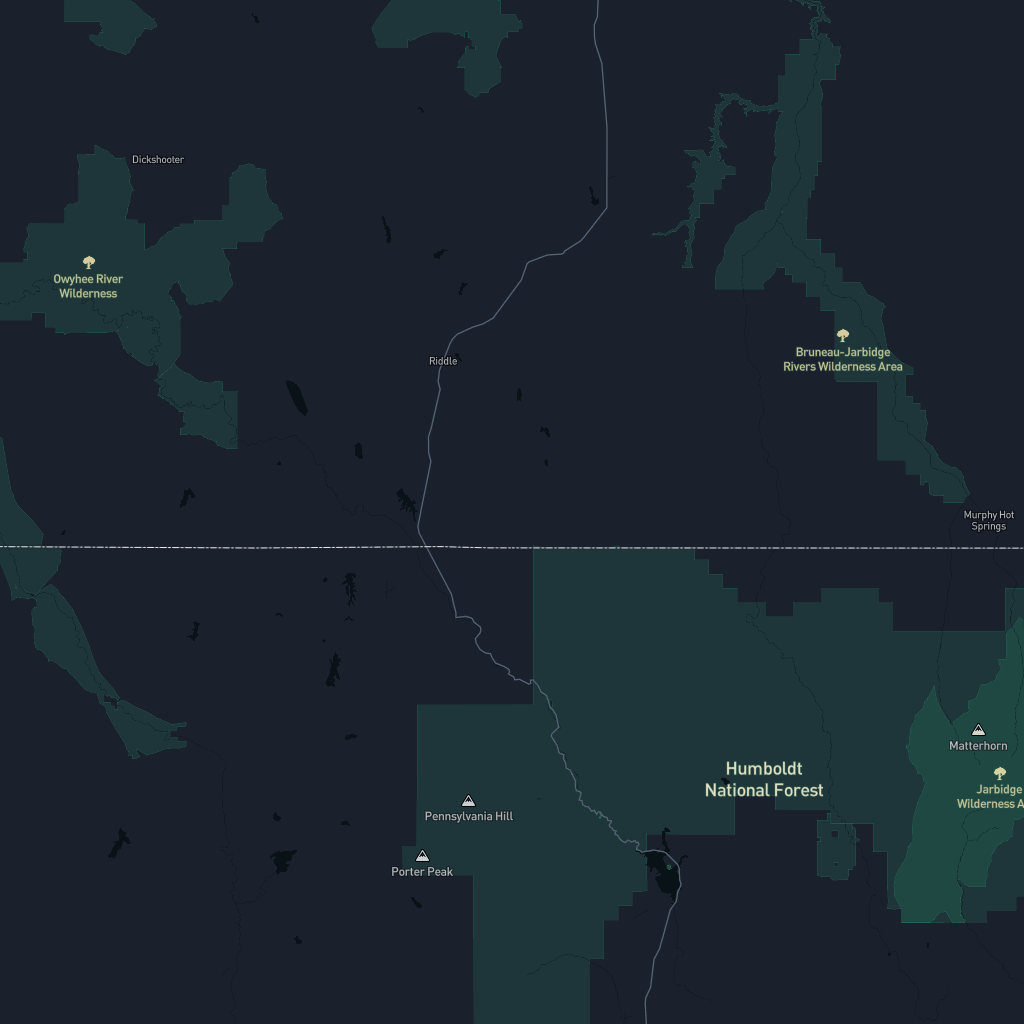 Dickshooter
Owyhee River
Wilderness
Riddle
Bruneau-Jarbidge
Rivers Wilderness Area
Murphy Hot
Springs
Matterhorn
Humboldt
National Forest
Jarbidge
Wilderness A
Pennsylvania Hill
Porter Peak